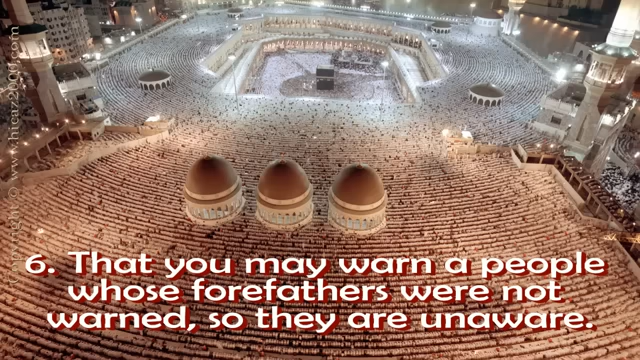 6. That you may warn a people
whose forefathers were not
warned, so they are unaware.